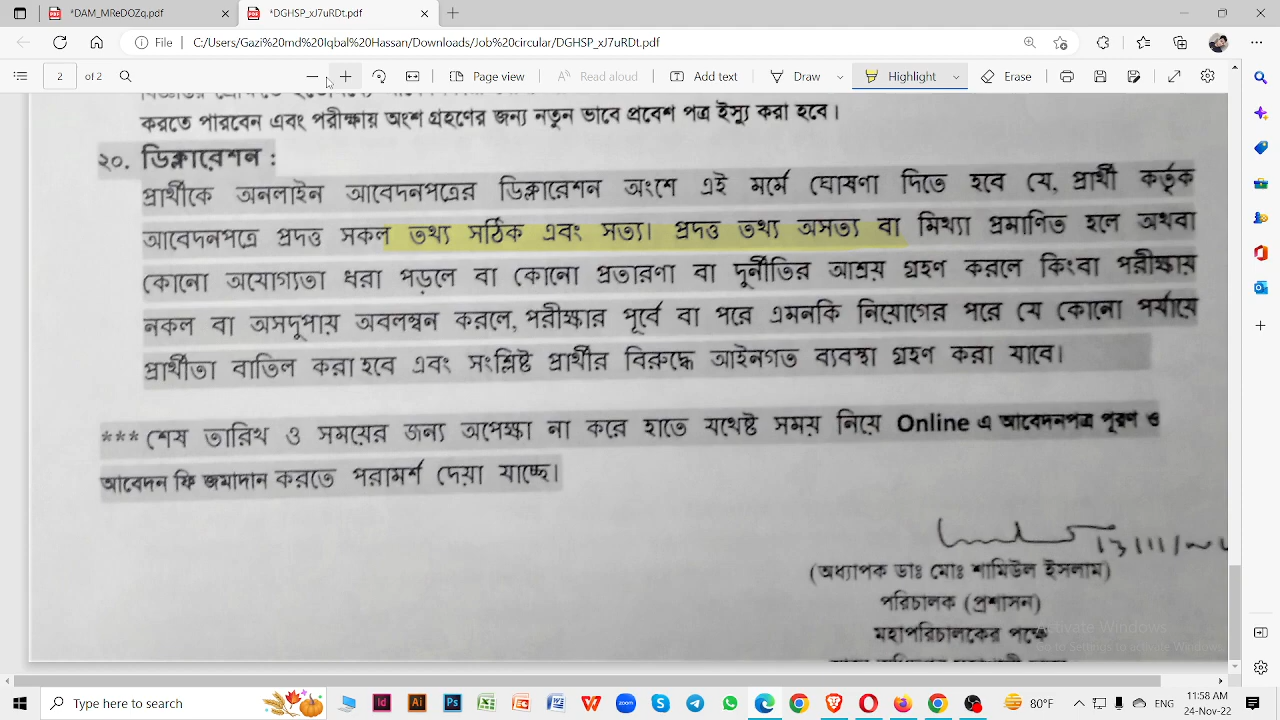 *DAM_MReDOZq.pdf
*DGHSP_xJ7uRDt.pdf
File
C:/Users/Gazi%20md%20Iqbal%20Hassan/Downloads/Job%20circular/DGHSP_xJ7uRDt.pdf
2 of 2
Page view
Read aloud
Add text
Draw
Highlight
Erase
করতে পারবেন এবং পরীক্ষায় অংশ গ্রহণের জন্য নতুন ভাবে প্রবেশ পত্র ইস্যু করা হবে।
২০. ডিক্লারেশন :
প্রার্থীকে অনলাইন আবেদনপত্রের ডিক্লারেশন অংশে এই মর্মে ঘোষণা দিতে হবে যে, প্রার্থী কর্তৃক
আবেদনপত্রে প্রদত্ত সকল তথ্য সঠিক এবং সত্য। প্রদত্ত তথ্য অসত্য বা মিথ্যা প্রমাণিত হলে অথবা
কোনো অযোগ্যতা ধরা পড়লে বা কোনো প্রতারণা বা দুর্নীতির আশ্রয় গ্রহণ করলে কিংবা পরীক্ষায়
নকল বা অসদুপায় অবলম্বন করলে, পরীক্ষার পূর্বে বা পরে এমনকি নিয়োগের পরে যে কোনো পর্যায়ে
প্রার্থীতা বাতিল করা হবে এবং সংশ্লিষ্ট প্রার্থীর বিরুদ্ধে আইনগত ব্যবস্থা গ্রহণ করা যাবে।
*** শেষ তারিখ ও সময়ের জন্য অপেক্ষা না করে হাতে যথেষ্ট সময় নিয়ে Online এ আবেদনপত্র পূরণ ও
আবেদন ফি জমাদান করতে পরামর্শ দেয়া যাচ্ছে।
(অধ্যাপক ডাঃ মোঃ শামিউল ইসলাম)
পরিচালক (প্রশাসন)
মহাপরিচালকের পক্ষে
Activate Windows
Go to Settings to activate Windows.
Type here to search
80°F
ENG
11:58 AM
24-Nov-22